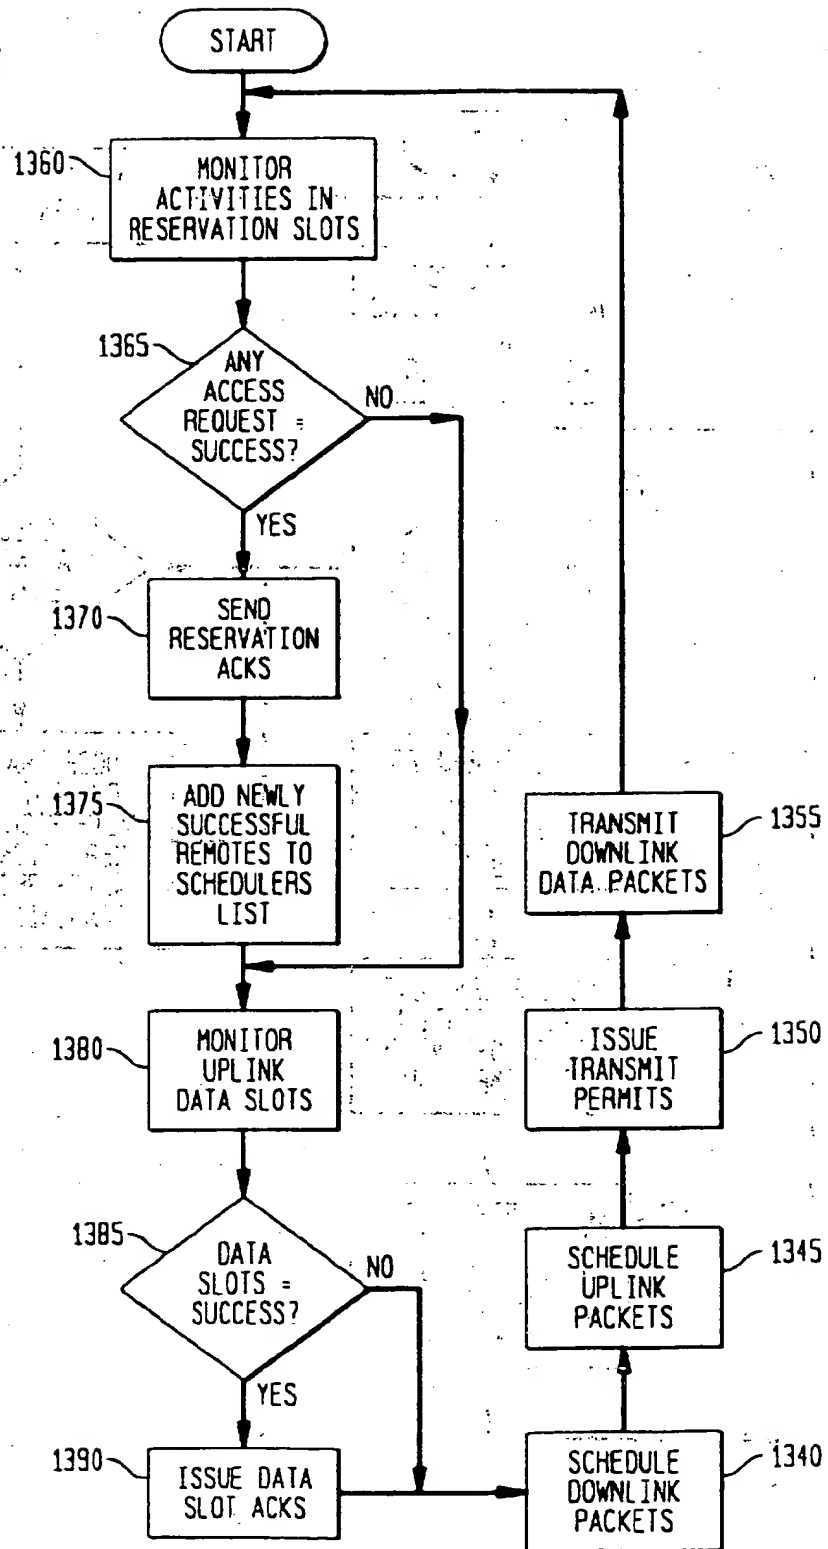 START
1360
MONITOR
ACTIVITIES IN
RESERVATION SLOTS
1365
ANY
ACCESS
REQUEST =
SUCCESS?
NO
YES
1370
SEND
RESERVATION
ACKS
1375
ADD NEWLY
SUCCESSFUL
REMOTES TO
SCHEDULERS
LIST
1380
MONITOR
UPLINK
DATA SLOTS
1385
DATA
SLOTS =
SUCCESS?
NO
YES
1390
ISSUE DATA
SLOT ACKS
SCHEDULE
DOWNLINK
PACKETS
1340
SCHEDULE
UPLINK
PACKETS
1345
ISSUE
TRANSMIT
PERMITS
1350
TRANSMIT
DOWNLINK
DATA PACKETS
1355